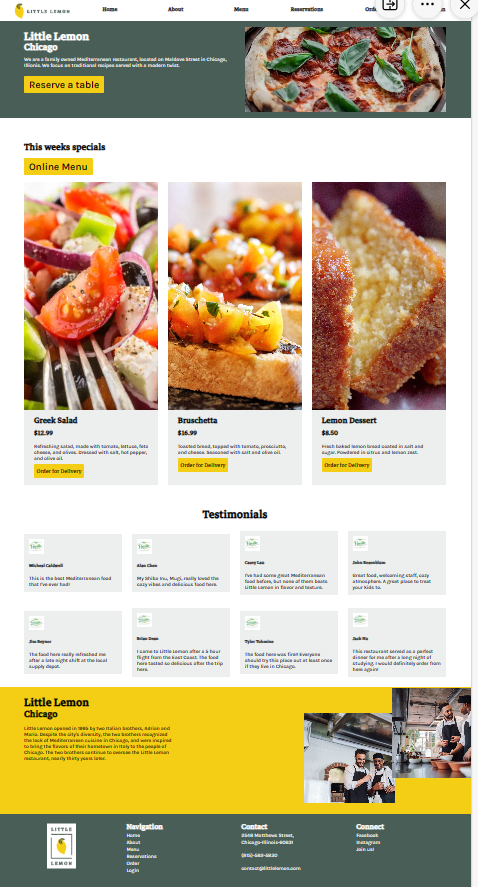 LITTLE LEMON
Home About Menu Reservations
Little Lemon
Chicago
We are a family owned Mediterranean restaurant, located on Maldove Street in Chicago,
Illinois. We focus on traditional recipes served with a modern twist.
Reserve a table
This weeks specials
Online Menu
Greek Salad
$12.99
Refreshing salad, made with tomato, lettuce, feta
cheese, and olives. Dressed with salt, hot pepper,
and olive oil.
Order for Delivery
Bruschetta
$16.99
Toasted bread, topped with tomato, prosciutto,
and cheese. Seasoned with salt and olive oil.
Order for Delivery
Lemon Dessert
$8.50
Fresh baked lemon bread coated in salt and
sugar. Powdered in citrus and lemon zest.
Order for Delivery
Testimonials
Micheal Caldwell
This is the best Mediterranean food
that I've ever had!
Alan Chen
My Shiba Inu, Mugi, really loved the
cozy vibes and delicious food here.
Casey Lau
I've had some great Mediterranean
food before, but none of them beats
Little Lemon in flavor and texture.
John Rosenblum
Great food, welcoming staff, cozy
atmosphere. A great place to treat
your kids to.
Jim Reynor
The food here really refreshed me
after a late night shift at the local
supply depot.
Brian Dean
I came to Little Lemon after a 5 hour
flight from the East Coast. The food
here tasted so delicious after the trip
here.
Tyler Tokonisa
The food here was fire!! Everyone
should try this place out at least once
if they live in Chicago.
Jack Ma
This restaurant served as a perfect
dinner for me after a long night of
studying. I would definitely order from
here again!
Little Lemon
Chicago
Little Lemon opened in 1995 by two Italian brothers, Adrian and
Mario. Despite the city's diversity, the two brothers recognized
the lack of Mediterranean cuisine in Chicago, and were inspired
to bring the flavors of their hometown in Italy to the people of
Chicago. The two brothers continue to oversee the Little Lemon
restaurant, nearly thirty years later.
LITTLE
LEMON
Navigation
Home
About
Menu
Reservations
Order
Login
Contact
2548 Matthews Street,
Chicago-Illinois-60629
(815)-583-5830
contact@littlelemon.com
Connect
Facebook
Instagram
Join us!